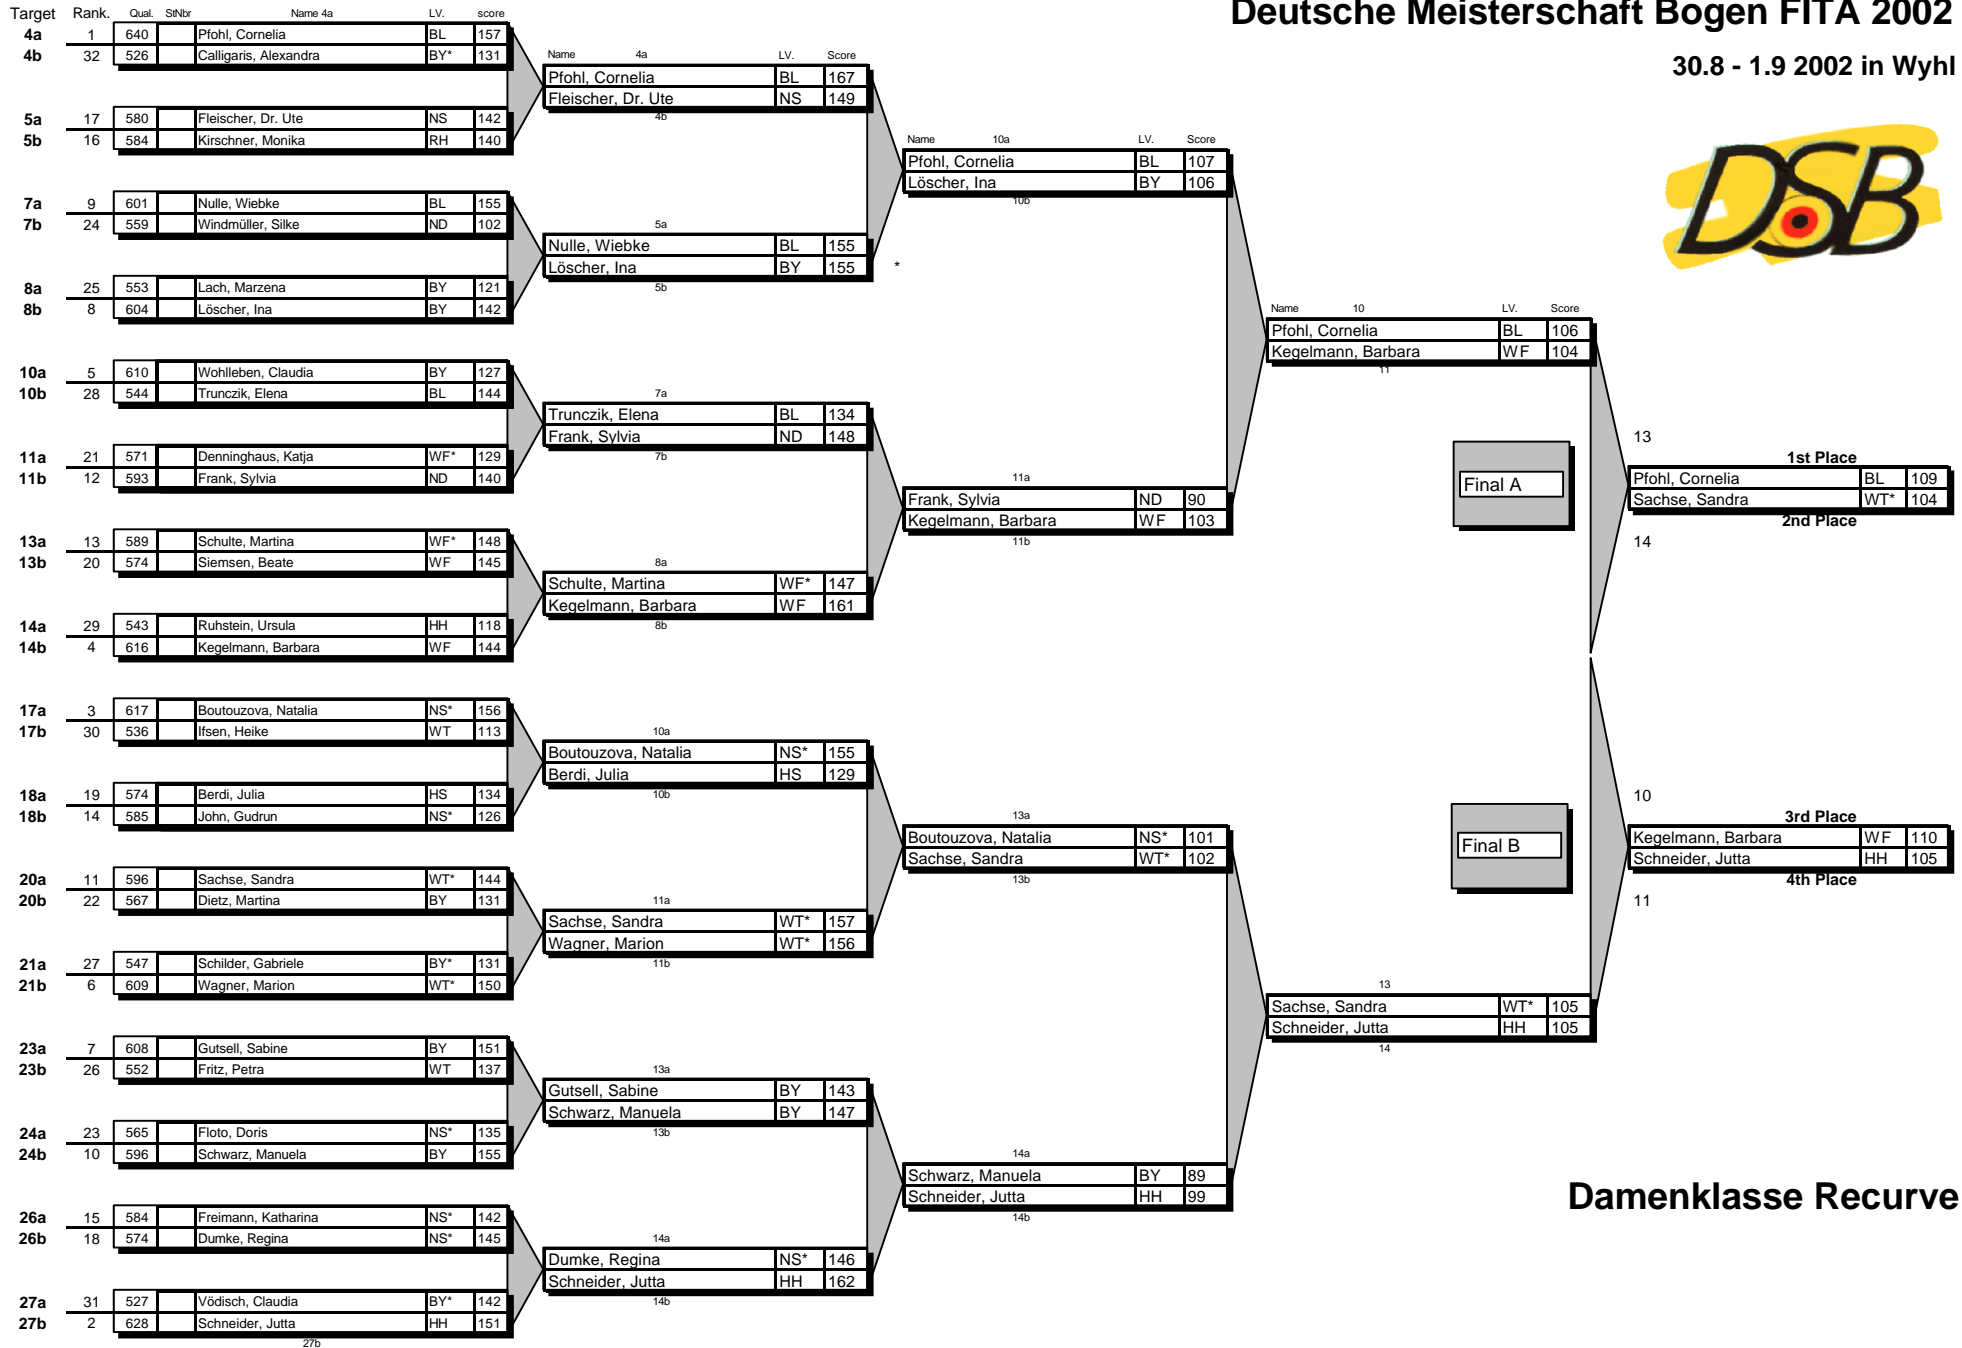 Deutsche Meisterschaft Bogen FITA 2002
30.8 - 1.9 2002 in Wyhl
DSB
Target Rank. Qual. StNbr Name 4a LV. score
4a 1 640 Pfohl, Cornelia BL 157
4b 32 526 Calligaris, Alexandra BY* 131
5a 17 580 Fleischer, Dr. Ute NS 142
5b 16 584 Kirschner, Monika RH 140
7a 9 601 Nulle, Wiebke BL 155
7b 24 559 Windmüller, Silke ND 102
8a 25 553 Lach, Marzena BY 121
8b 8 604 Löscher, Ina BY 142
10a 5 610 Wohlleben, Claudia BY 127
10b 28 544 Trunczik, Elena BL 144
11a 21 571 Denninghaus, Katja WF* 129
11b 12 593 Frank, Sylvia ND 140
13a 13 589 Schulte, Martina WF* 148
13b 20 574 Siemsen, Beate WF 145
14a 29 543 Ruhstein, Ursula HH 118
14b 4 616 Kegelmann, Barbara WF 144
17a 3 617 Boutouzova, Natalia NS* 156
17b 30 536 Ifsen, Heike WT 113
18a 19 574 Berdi, Julia HS 134
18b 14 585 John, Gudrun NS* 126
20a 11 596 Sachse, Sandra WT* 144
20b 22 567 Dietz, Martina BY 131
21a 27 547 Schilder, Gabriele BY* 131
21b 6 609 Wagner, Marion WT* 150
23a 7 608 Gutsell, Sabine BY 151
23b 26 552 Fritz, Petra WT 137
24a 23 565 Floto, Doris NS* 135
24b 10 596 Schwarz, Manuela BY 155
26a 15 584 Freimann, Katharina NS* 142
26b 18 574 Dumke, Regina NS* 145
27a 31 527 Vödisch, Claudia BY* 142
27b 2 628 Schneider, Jutta HH 151
27b
Name 4a LV. Score
Pfohl, Cornelia BL 167
Fleischer, Dr. Ute NS 149
4b
5a
Nulle, Wiebke BL 155
Löscher, Ina BY 155 *
5b
7a
Trunczik, Elena BL 134
Frank, Sylvia ND 148
7b
8a
Schulte, Martina WF* 147
Kegelmann, Barbara WF 161
8b
10a
Boutouzova, Natalia NS* 155
Berdi, Julia HS 129
10b
11a
Sachse, Sandra WT* 157
Wagner, Marion WT* 156
11b
13a
Gutsell, Sabine BY 143
Schwarz, Manuela BY 147
13b
14a
Dumke, Regina NS* 146
Schneider, Jutta HH 162
14b
Name 10a LV. Score
Pfohl, Cornelia BL 107
Löscher, Ina BY 106
10b
11a
Frank, Sylvia ND 90
Kegelmann, Barbara WF 103
11b
13a
Boutouzova, Natalia NS* 101
Sachse, Sandra WT* 102
13b
14a
Schwarz, Manuela BY 89
Schneider, Jutta HH 99
14b
Name 10 LV. Score
Pfohl, Cornelia BL 106
Kegelmann, Barbara WF 104
11
13
Sachse, Sandra WT* 105
Schneider, Jutta HH 105
14
Final A
13
1st Place
Pfohl, Cornelia BL 109
Sachse, Sandra WT* 104
2nd Place
14
Final B
10
3rd Place
Kegelmann, Barbara WF 110
Schneider, Jutta HH 105
4th Place
11
Damenklasse Recurve